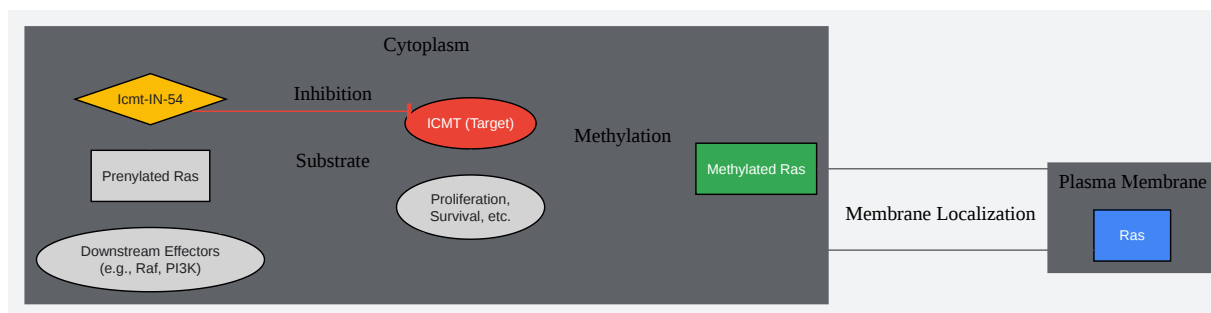 Cytoplasm
Icmt-IN-54
Inhibition
ICMT (Target)
Methylation
Substrate
Prenylated Ras
Methylated Ras
Plasma Membrane
Proliferation,
Survival, etc.
Membrane Localization
Ras
Downstream Effectors
(e.g., Raf, PI3K)